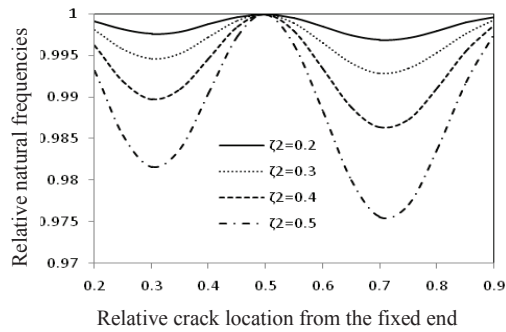 Relative natural frequencies
1
0.995
0.99
0.985
0.98
0.975
0.97
ζ2=0.2
ζ2=0.3
ζ2=0.4
ζ2=0.5
0.2 0.3 0.4 0.5 0.6 0.7 0.8 0.9
Relative crack location from the fixed end